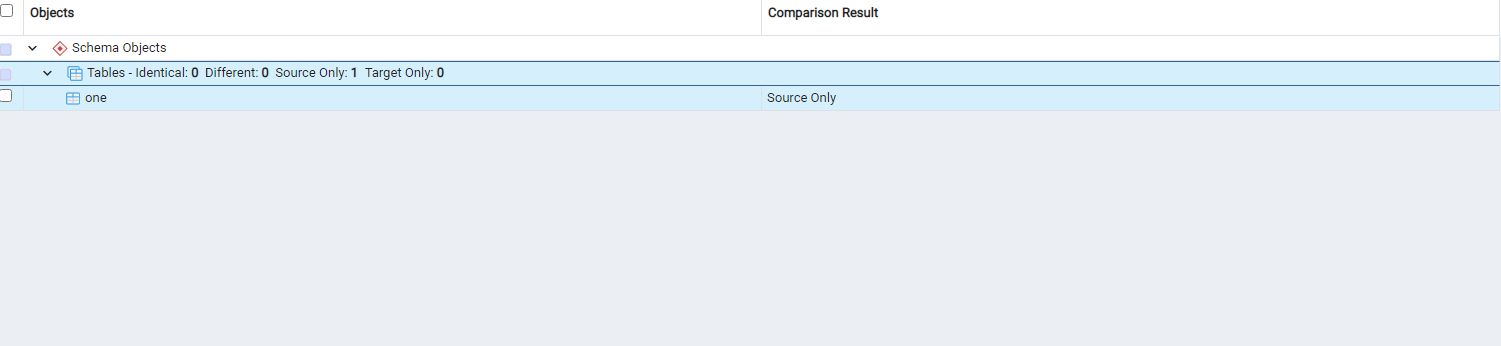 Objects Comparison Result
Schema Objects
Tables - Identical: 0 Different: 0 Source Only: 1 Target Only: 0
one Source Only